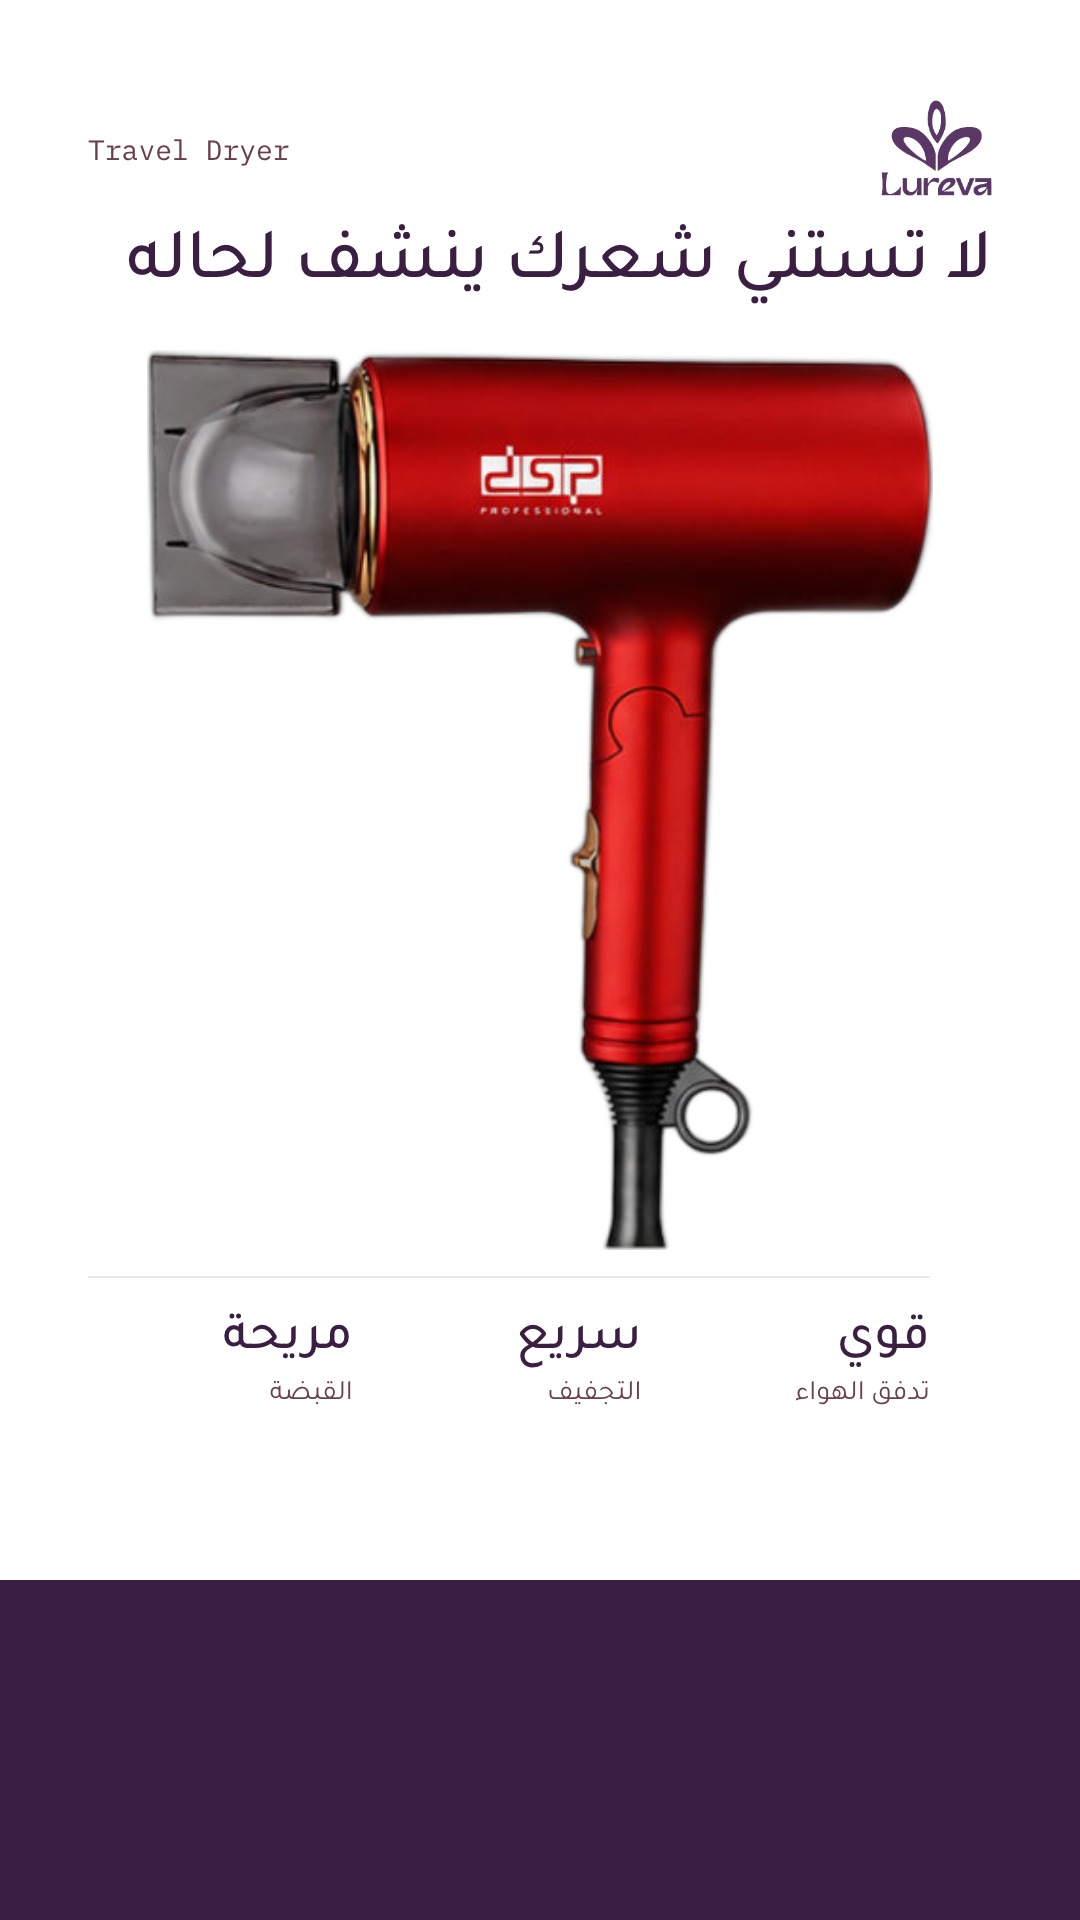 Travel Dryer
Lureva
لا تستني شعرك ينشف لحاله
dsp
PROFESSIONAL
قوي
تدفق الهواء
سريع
التجفيف
مريحة
القبضة